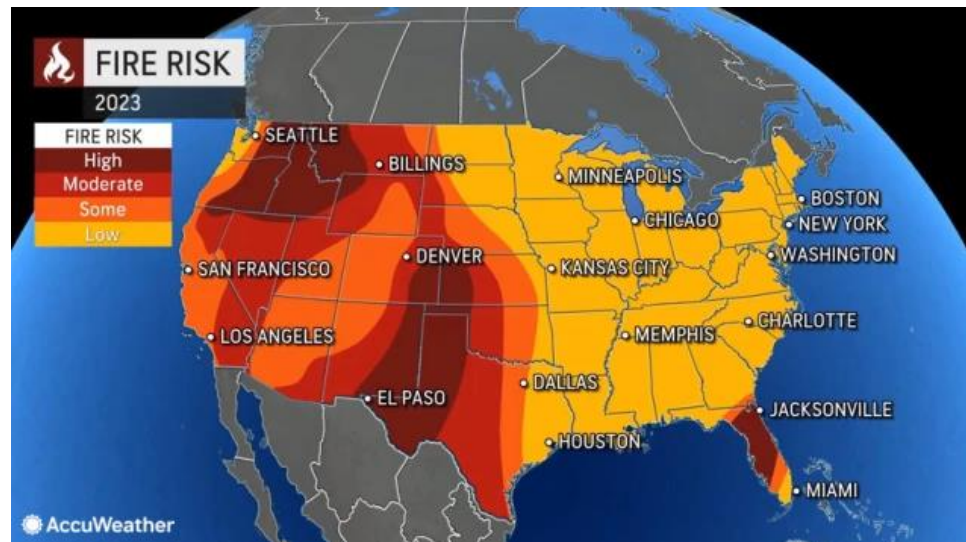 FIRE RISK
2023
FIRE RISK
High
Moderate
Some
Low
SEATTLE
BILLINGS
MINNEAPOLIS
BOSTON
CHICAGO
NEW YORK
WASHINGTON
SAN FRANCISCO
DENVER
KANSAS CITY
LOS ANGELES
MEMPHIS
CHARLOTTE
EL PASO
DALLAS
JACKSONVILLE
HOUSTON
MIAMI
AccuWeather